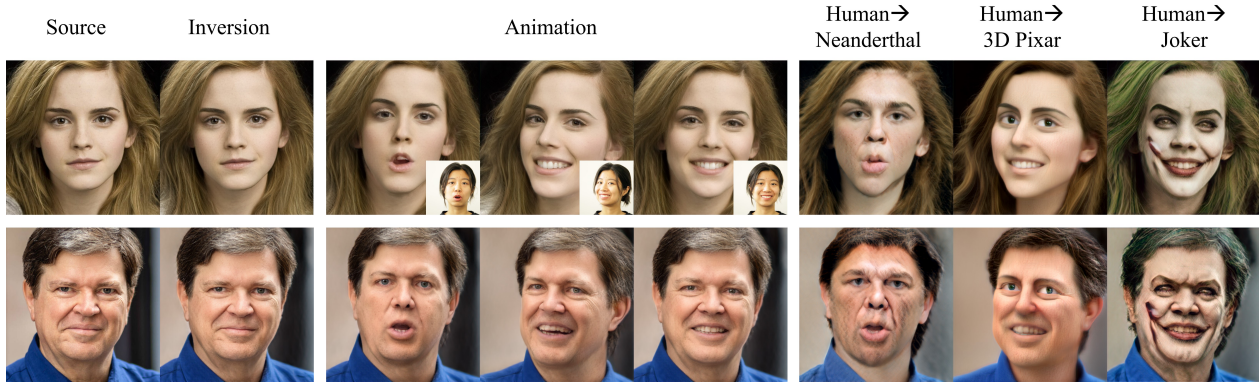 Source
Inversion
Animation
Human→
Neanderthal
Human→
3D Pixar
Human→
Joker